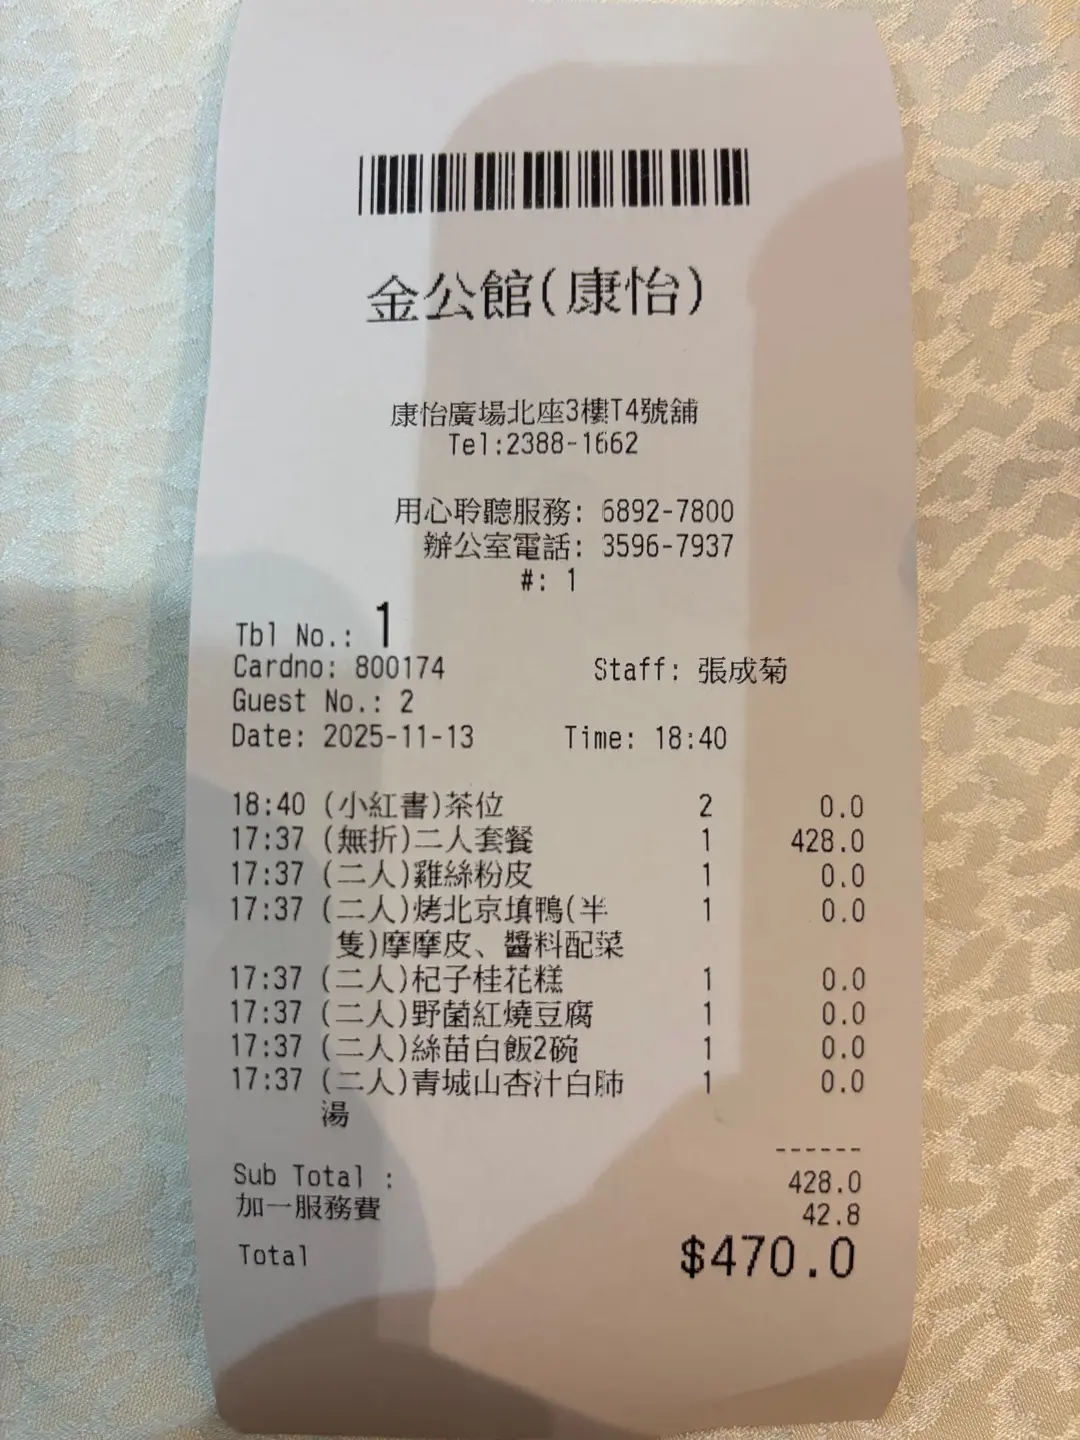 金公館(康怡)
康怡廣場北座3樓T4號舖
Tel:2388-1662
用心聆聽服務: 6892-7800
辦公室電話: 3596-7937
#: 1
Tbl No.: 1
Cardno: 800174 Staff: 張成菊
Guest No.: 2
Date: 2025-11-13 Time: 18:40
18:40 (小紅書)茶位 2 0.0
17:37 (無折)二人套餐 1 428.0
17:37 (二人)雞絲粉皮 1 0.0
17:37 (二人)烤北京填鴨(半 1 0.0
隻)摩摩皮、醬料配菜
17:37 (二人)杞子桂花糕 1 0.0
17:37 (二人)野菌紅燒豆腐 1 0.0
17:37 (二人)絲苗白飯2碗 1 0.0
17:37 (二人)青城山杏汁白肺 1 0.0
湯
------
Sub Total : 428.0
加一服務費 42.8
Total $470.0